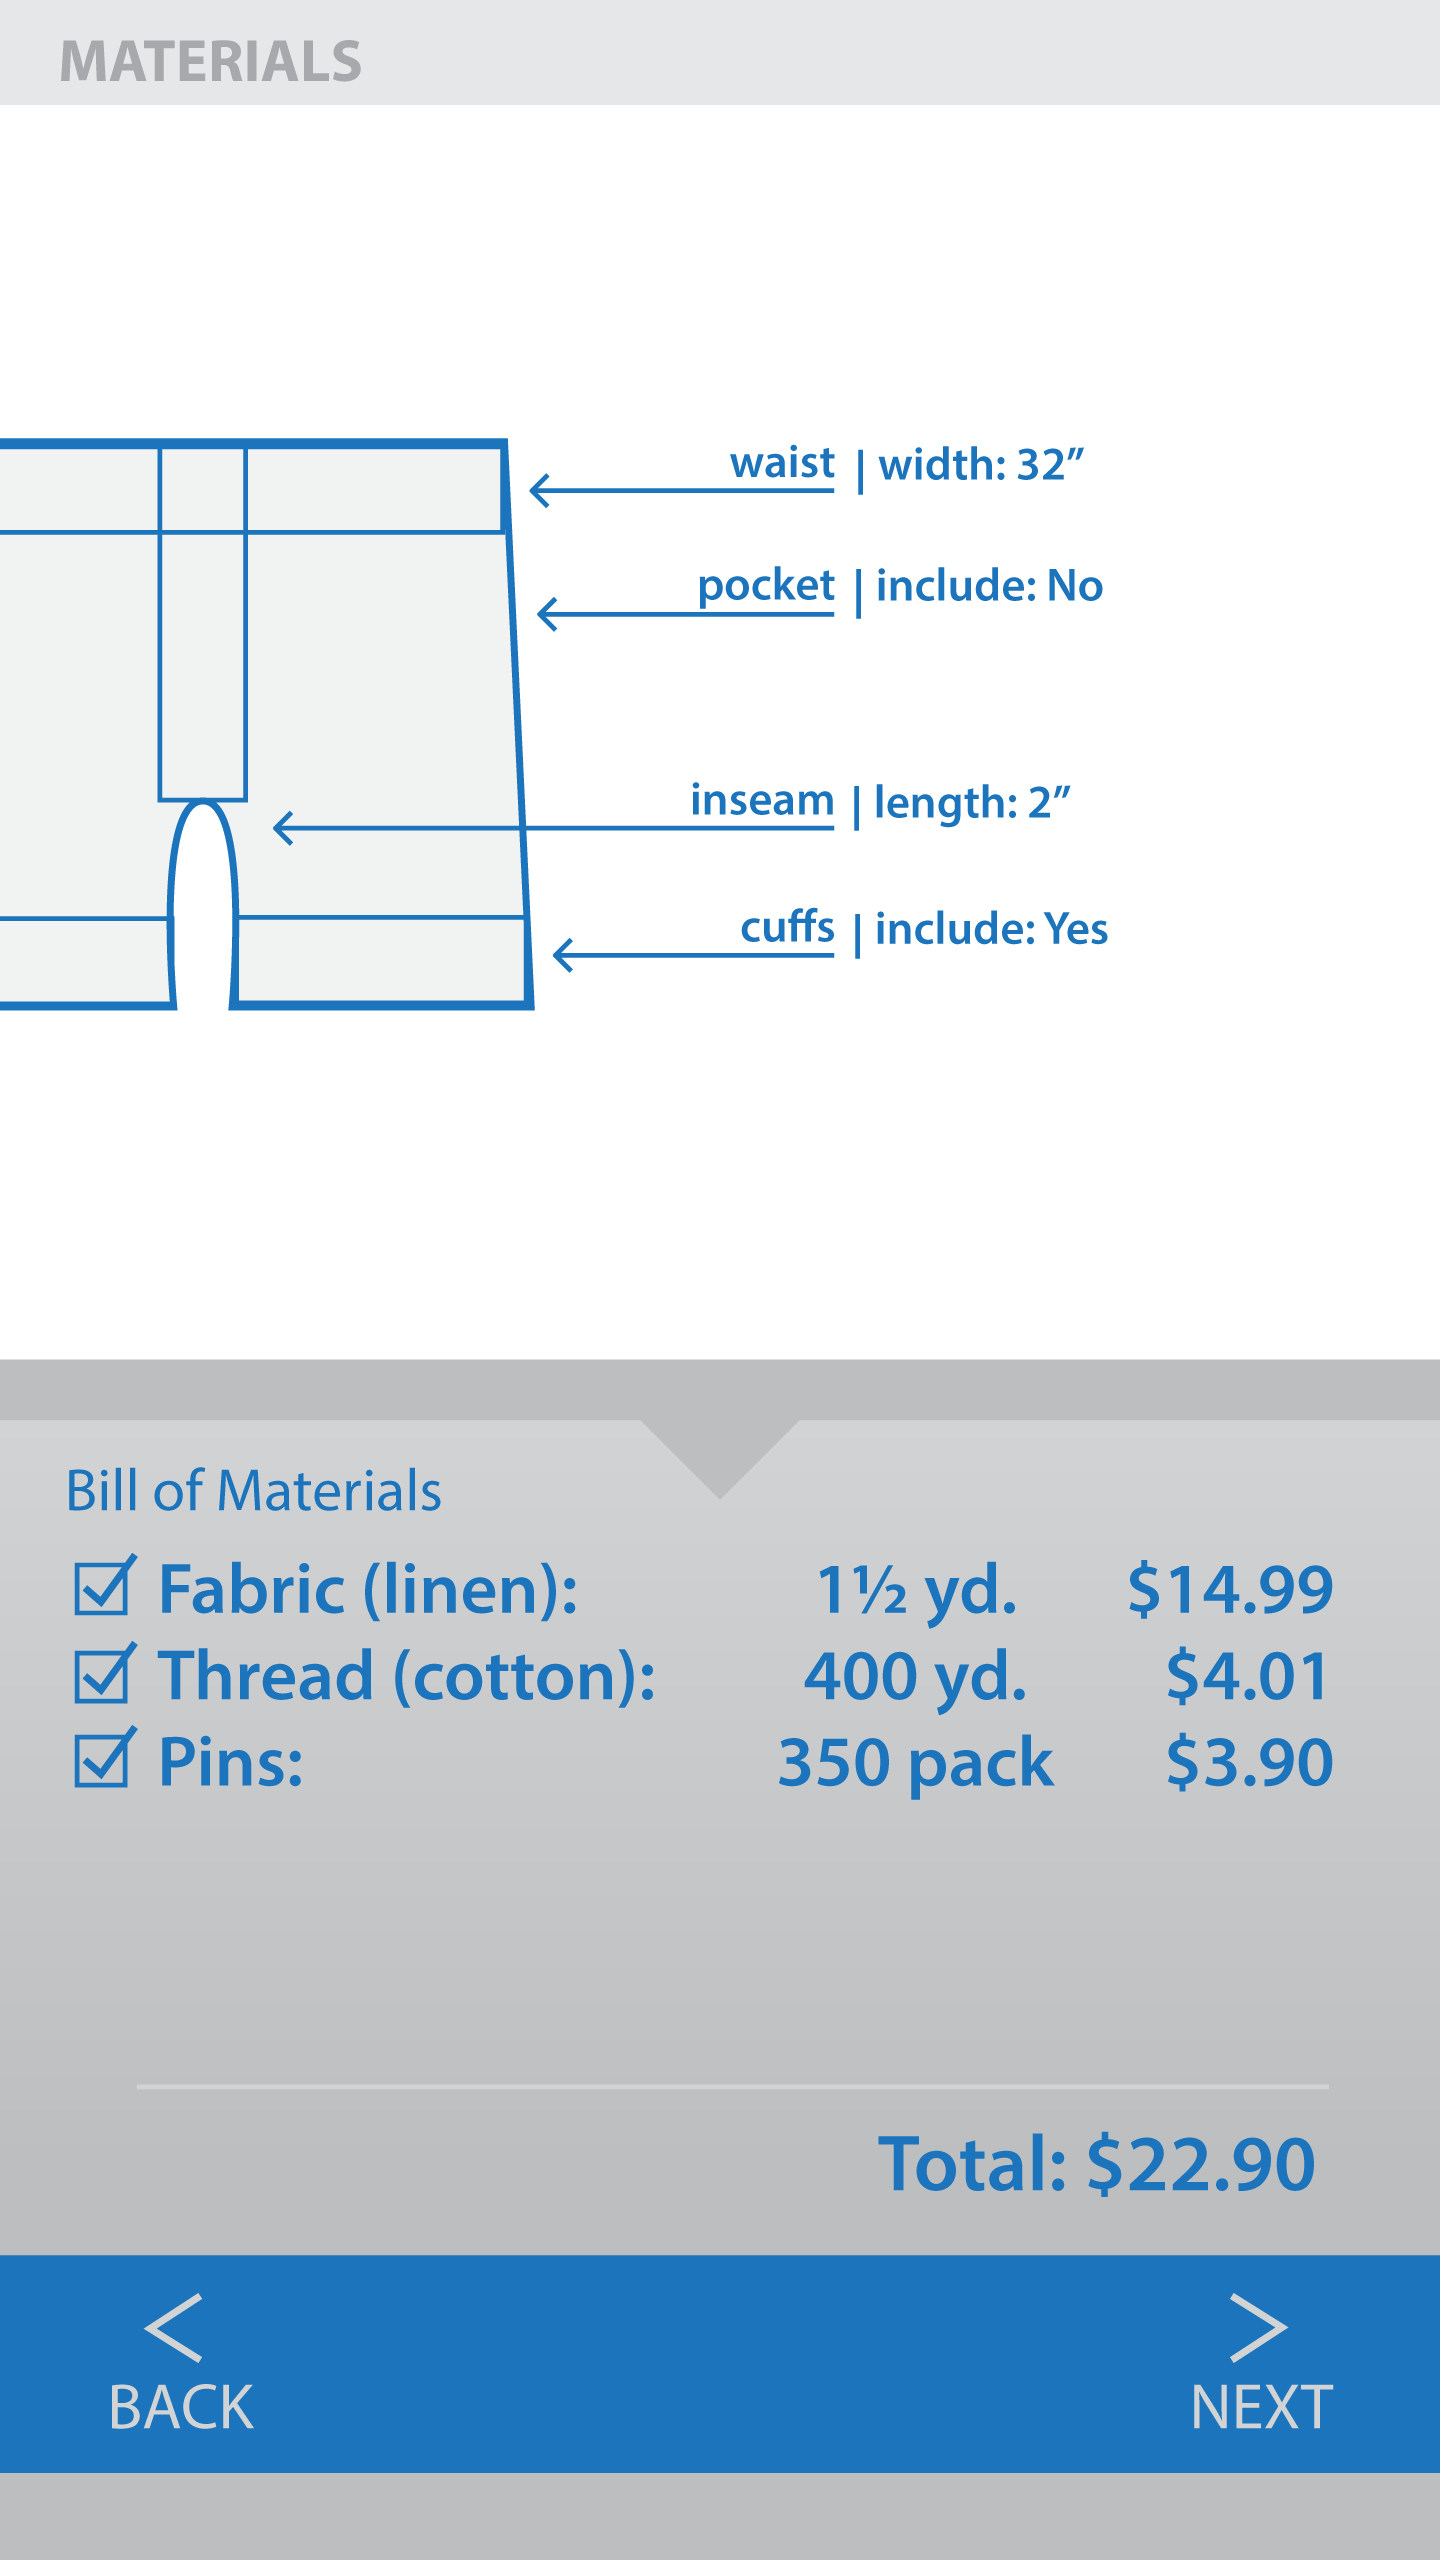 MATERIALS
waist | width: 32”
pocket | include: No
inseam | length: 2”
cuffs | include: Yes
Bill of Materials
Fabric (linen): 1½ yd. $14.99
Thread (cotton): 400 yd. $4.01
Pins: 350 pack $3.90
Total: $22.90
BACK NEXT